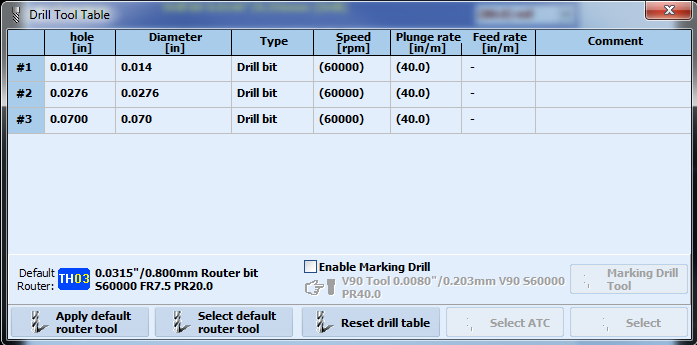 Drill Tool Table
hole [in] Diameter [in] Type Speed [rpm] Plunge rate [in/m] Feed rate [in/m] Comment
#1 0.0140 0.014 Drill bit (60000) (40.0) -
#2 0.0276 0.0276 Drill bit (60000) (40.0) -
#3 0.0700 0.070 Drill bit (60000) (40.0) -
Default Router: TH03 0.0315"/0.800mm Router bit
S60000 FR7.5 PR20.0
Enable Marking Drill
V90 Tool 0.0080"/0.203mm V90 S60000
PR40.0
Marking Drill
Tool
Apply default
router tool
Select default
router tool
Reset drill table
Select ATC
Select